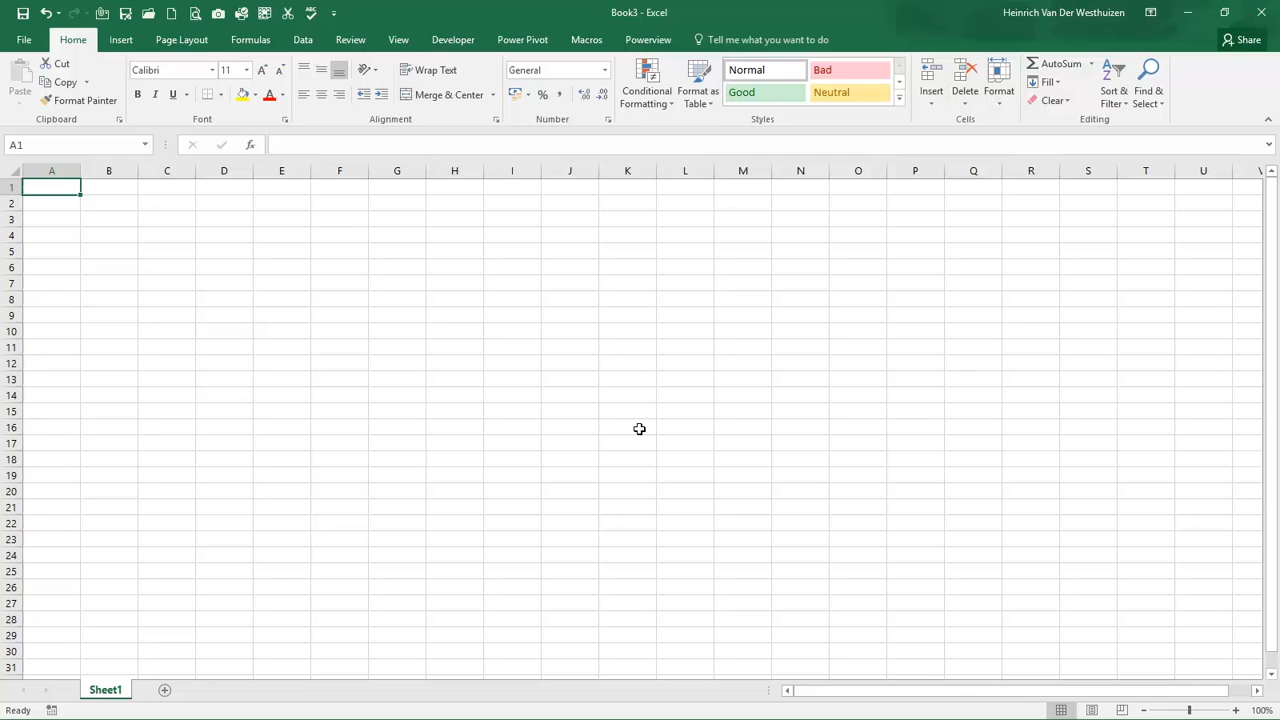 Book3 - Excel
Heinrich Van Der Westhuizen
File Home Insert Page Layout Formulas Data Review View Developer Power Pivot Macros Powerview Tell me what you want to do Share
Paste
Cut
Copy
Format Painter
Clipboard
Calibri 11
B I U
Font
Wrap Text
Merge & Center
Alignment
General
%
Number
Conditional Formatting
Format as Table
Normal Bad
Good Neutral
Styles
Insert Delete Format
Cells
AutoSum
Fill
Clear
Sort & Filter
Find & Select
Editing
A1 fx
A B C D E F G H I J K L M N O P Q R S T U V
1
2
3
4
5
6
7
8
9
10
11
12
13
14
15
16
17
18
19
20
21
22
23
24
25
26
27
28
29
30
31
Sheet1
Ready 100%